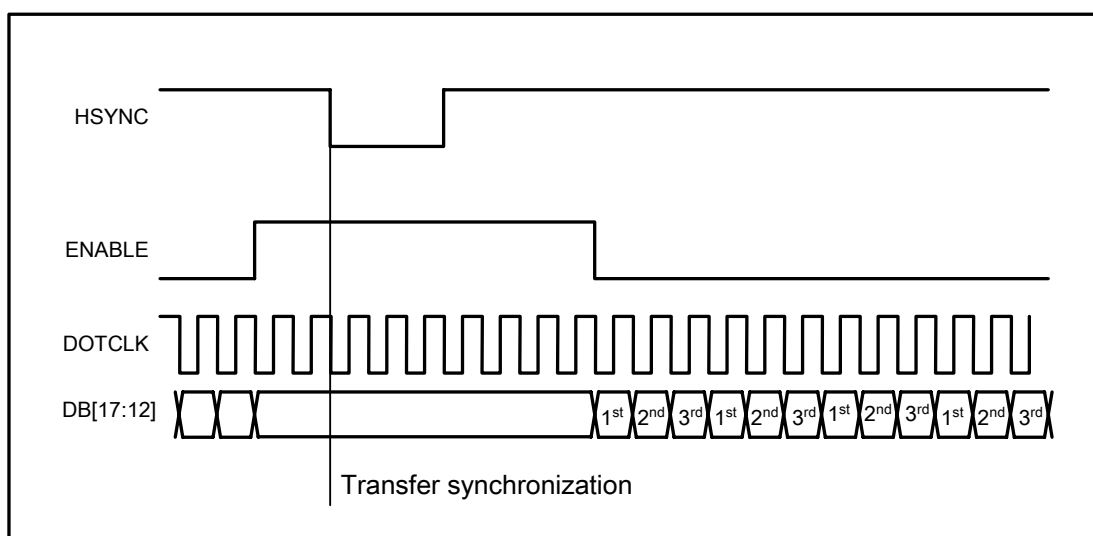 HSYNC
ENABLE
DOTCLK
DB[17:12] 1st 2nd 3rd 1st 2nd 3rd 1st 2nd 3rd 1st 2nd 3rd
Transfer synchronization